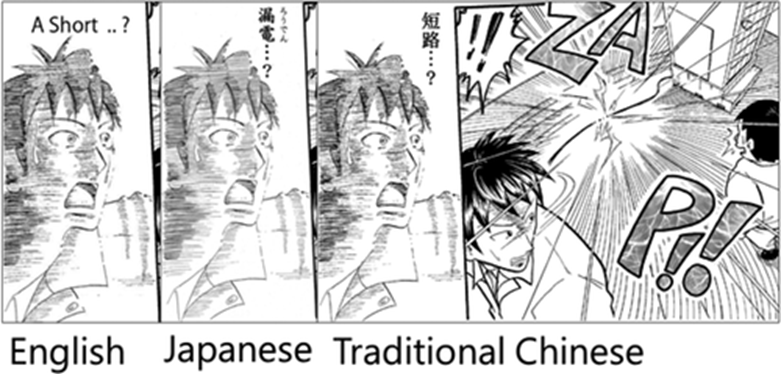 A Short .. ?
漏電…？
ろうでん
短路…？
!!
ZA
P!!
English
Japanese
Traditional Chinese